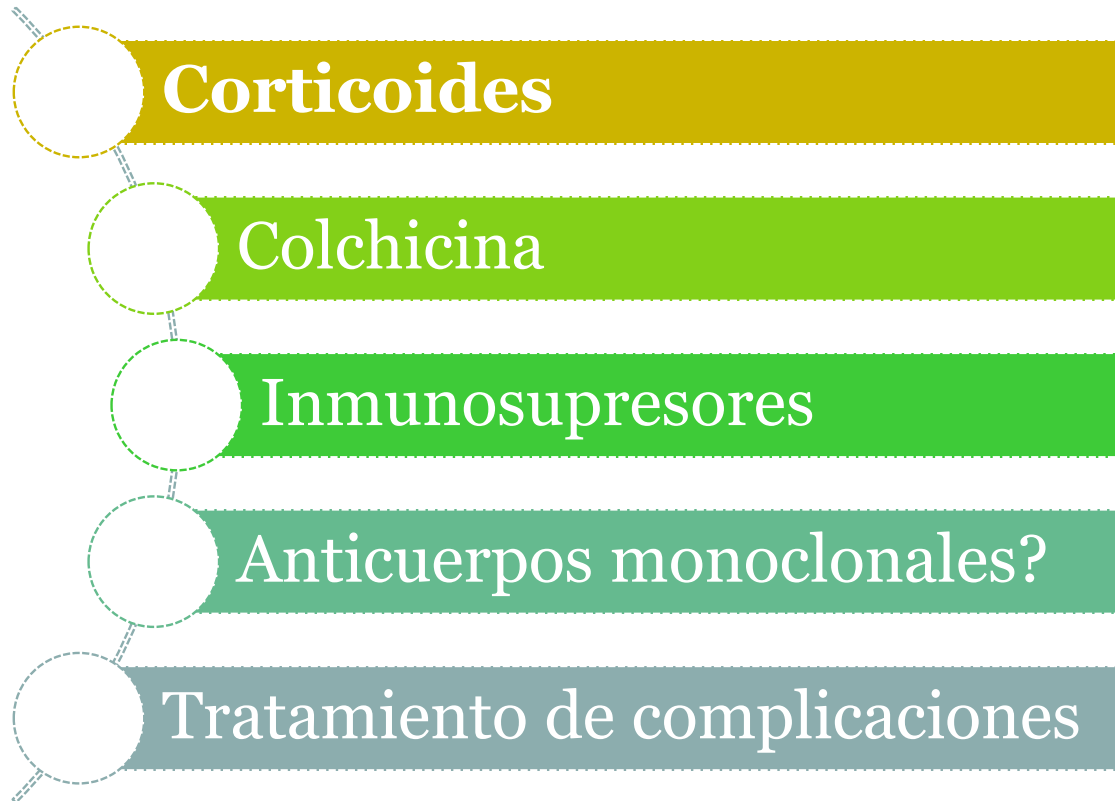 Corticoides
Colchicina
Inmunosupresores
Anticuerpos monoclonales?
Tratamiento de complicaciones